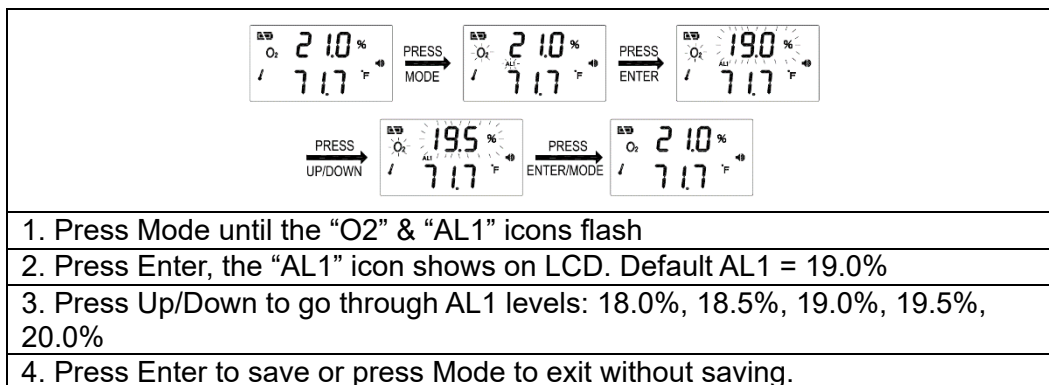 O2 21.0 % PRESS O2 21.0 % PRESS O2 19.0 %
MODE AL1 ENTER AL1
71.7 °F 71.7 °F 71.7 °F
PRESS O2 19.5 % PRESS O2 21.0 %
UP/DOWN AL1 ENTER/MODE
71.7 °F 71.7 °F
1. Press Mode until the “O2” & “AL1” icons flash
2. Press Enter, the “AL1” icon shows on LCD. Default AL1 = 19.0%
3. Press Up/Down to go through AL1 levels: 18.0%, 18.5%, 19.0%, 19.5%,
20.0%
4. Press Enter to save or press Mode to exit without saving.